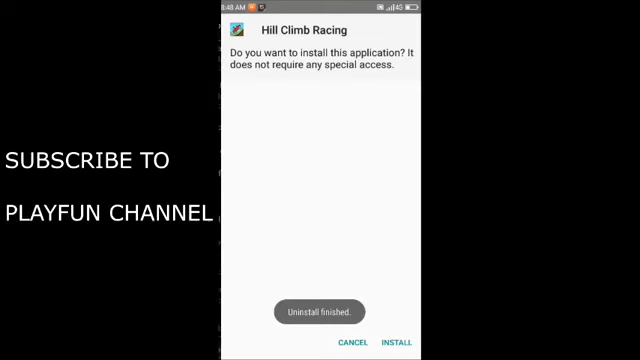 8:48 AM
4G
Hill Climb Racing
Do you want to install this application? It
does not require any special access.
SUBSCRIBE TO
PLAYFUN CHANNEL
Uninstall finished.
CANCEL
INSTALL